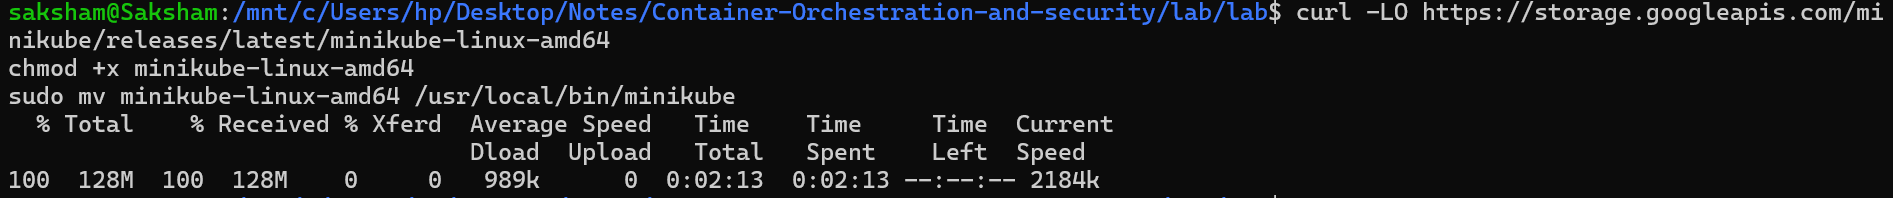 saksham@Saksham:/mnt/c/Users/hp/Desktop/Notes/Container-Orchestration-and-security/lab/lab$ curl -LO https://storage.googleapis.com/mi
nikube/releases/latest/minikube-linux-amd64
chmod +x minikube-linux-amd64
sudo mv minikube-linux-amd64 /usr/local/bin/minikube
  % Total    % Received % Xferd  Average Speed   Time    Time     Time  Current
                                 Dload  Upload   Total   Spent    Left  Speed
100  128M  100  128M    0     0   989k      0  0:02:13  0:02:13 --:--:-- 2184k